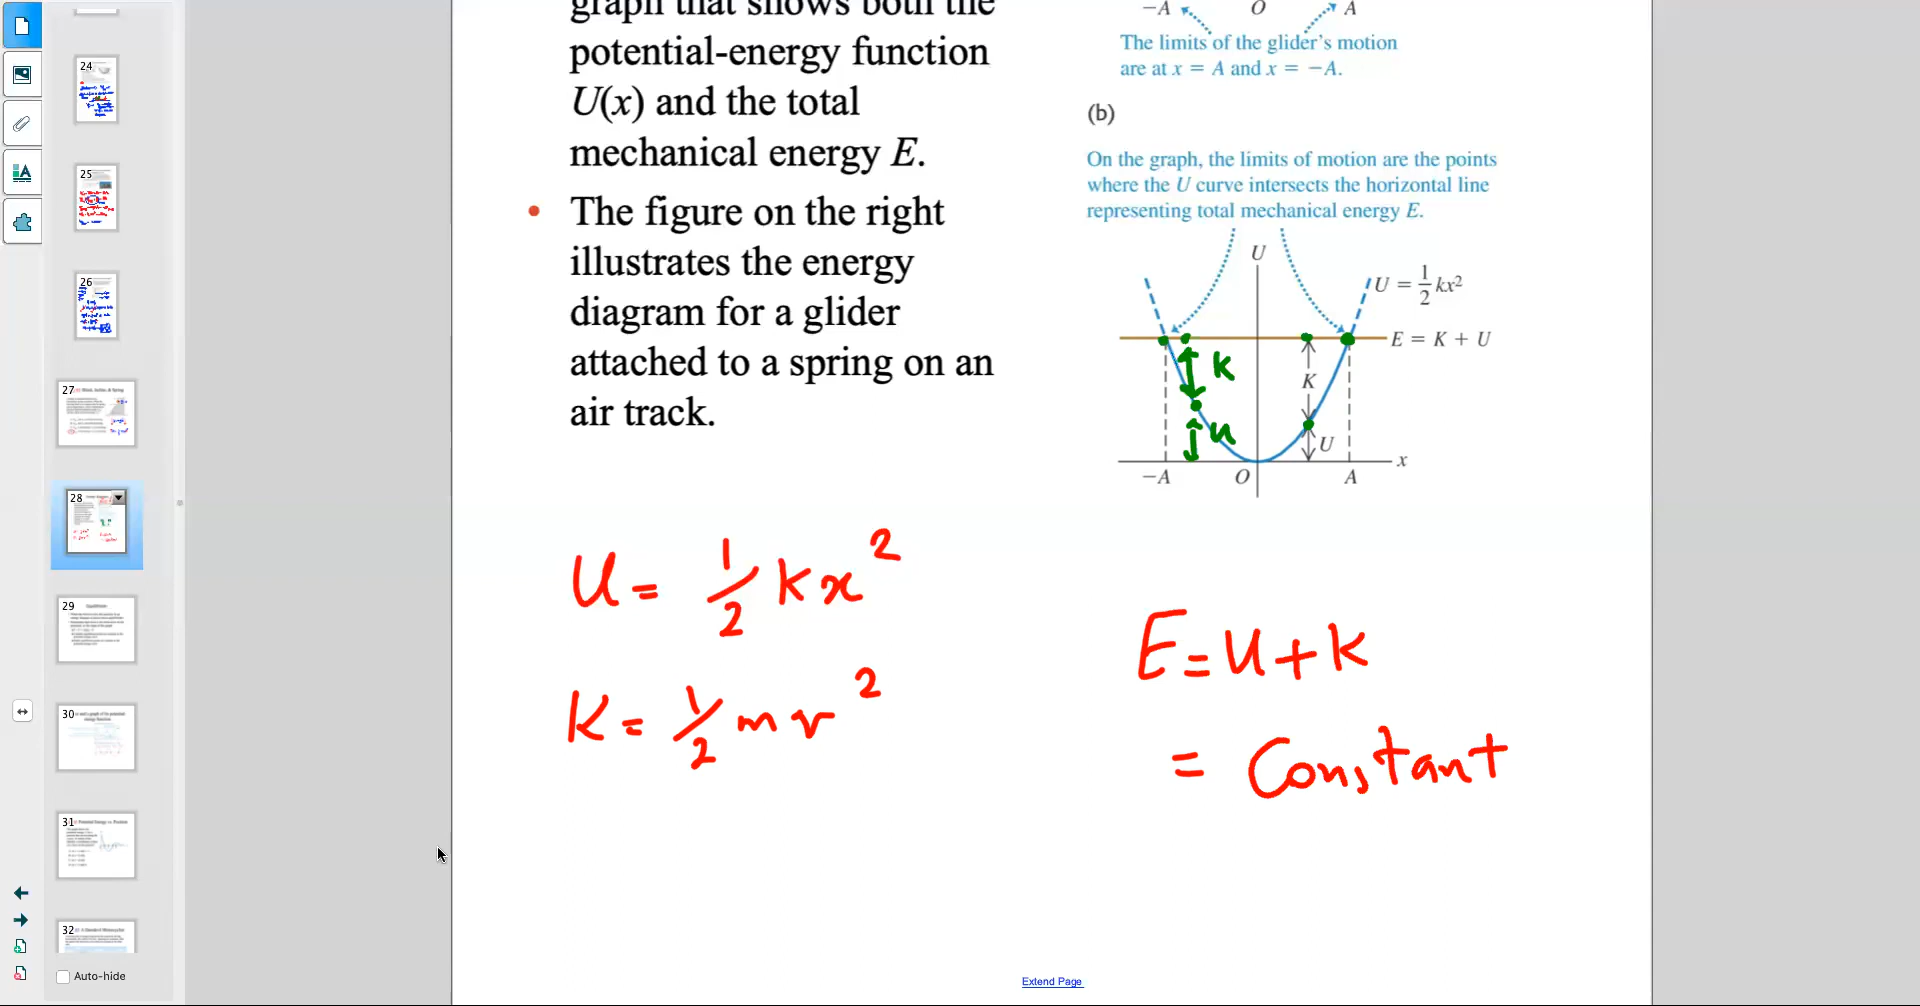 24
25
26
27
28
29
30
31
32
Auto-hide
graph that shows both the
potential-energy function
U(x) and the total
mechanical energy E.
• The figure on the right
illustrates the energy
diagram for a glider
attached to a spring on an
air track.
U = 1/2 kx²
K = 1/2 mv²
−A O A
The limits of the glider's motion
are at x = A and x = −A.
(b)
On the graph, the limits of motion are the points
where the U curve intersects the horizontal line
representing total mechanical energy E.
U
U = 1/2 kx²
E = K + U
K
K
U
U
x
−A O A
E = U + K
= Constant
Extend Page